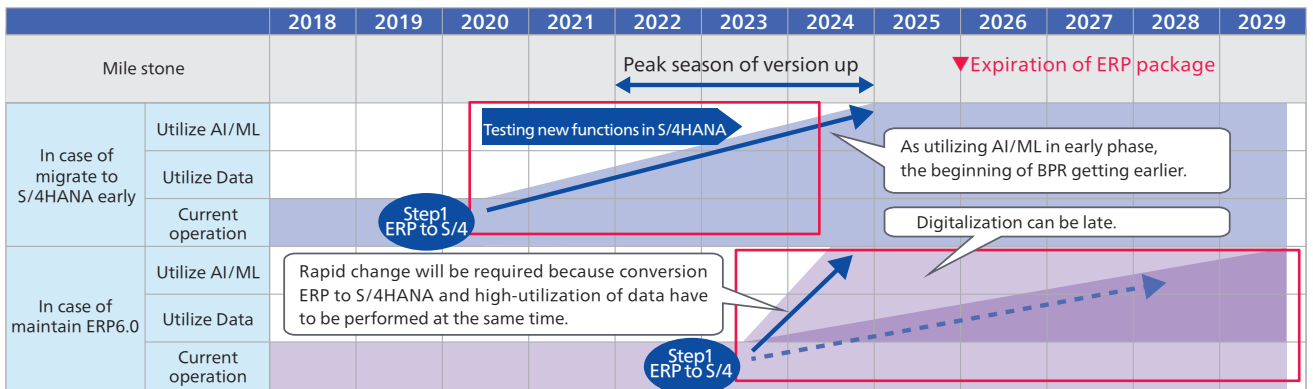 2018 2019 2020 2021 2022 2023 2024 2025 2026 2027 2028 2029
Mile stone
Peak season of version up
▼Expiration of ERP package
In case of
migrate to
S/4HANA early
Utilize AI/ML
Testing new functions in S/4HANA
As utilizing AI/ML in early phase,
the beginning of BPR getting earlier.
Utilize Data
Current
operation
Step1
ERP to S/4
Digitalization can be late.
In case of
maintain ERP6.0
Utilize AI/ML
Rapid change will be required because conversion
ERP to S/4HANA and high-utilization of data have
to be performed at the same time.
Utilize Data
Current
operation
Step1
ERP to S/4